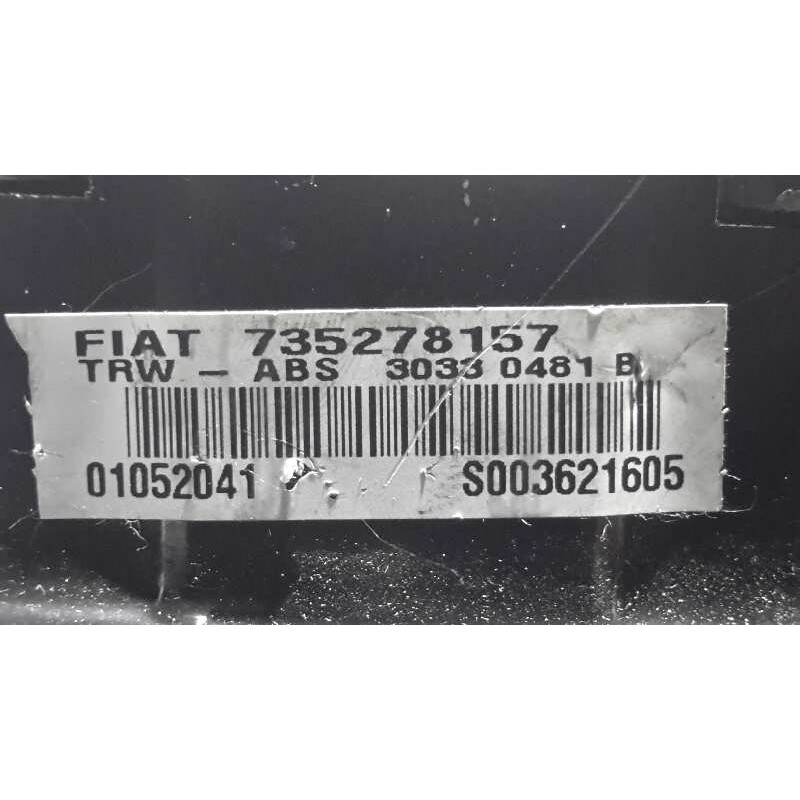 FIAT 735278157
TRW - ABS 3033 0481 B
01052041 S003621605